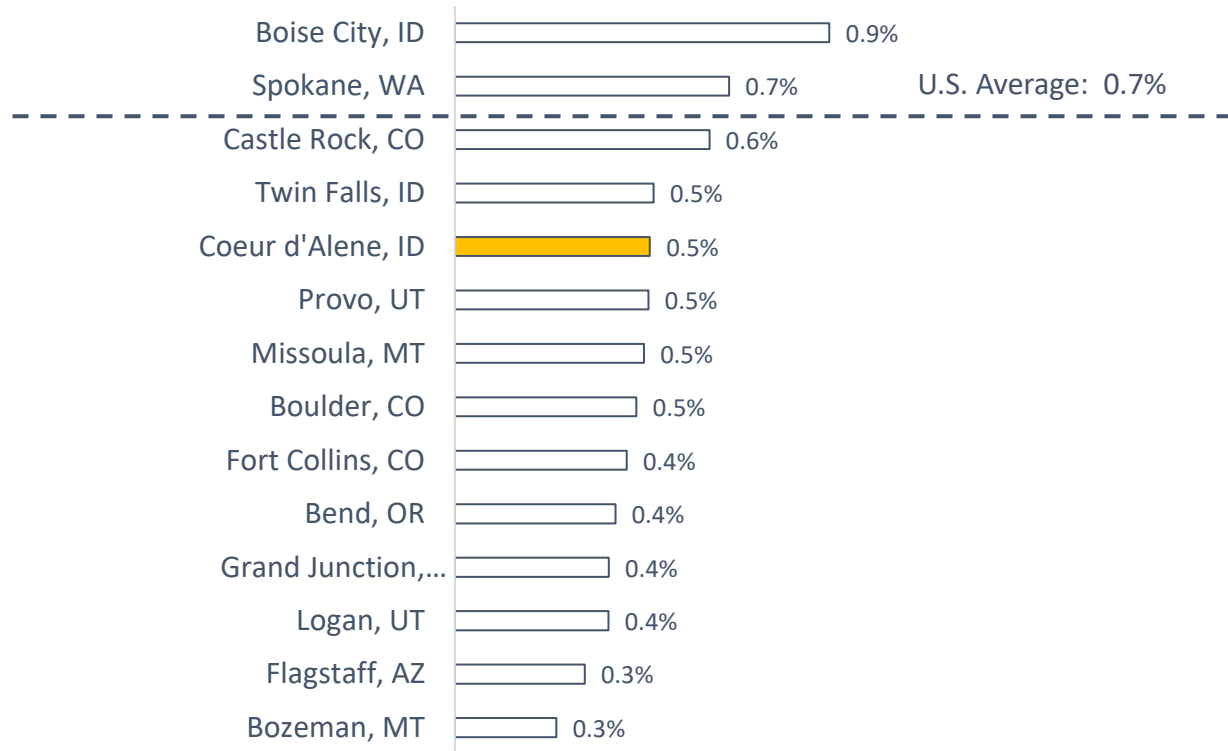 Boise City, ID 0.9%
Spokane, WA 0.7% U.S. Average: 0.7%
Castle Rock, CO 0.6%
Twin Falls, ID 0.5%
Coeur d'Alene, ID 0.5%
Provo, UT 0.5%
Missoula, MT 0.5%
Boulder, CO 0.5%
Fort Collins, CO 0.4%
Bend, OR 0.4%
Grand Junction,... 0.4%
Logan, UT 0.4%
Flagstaff, AZ 0.3%
Bozeman, MT 0.3%